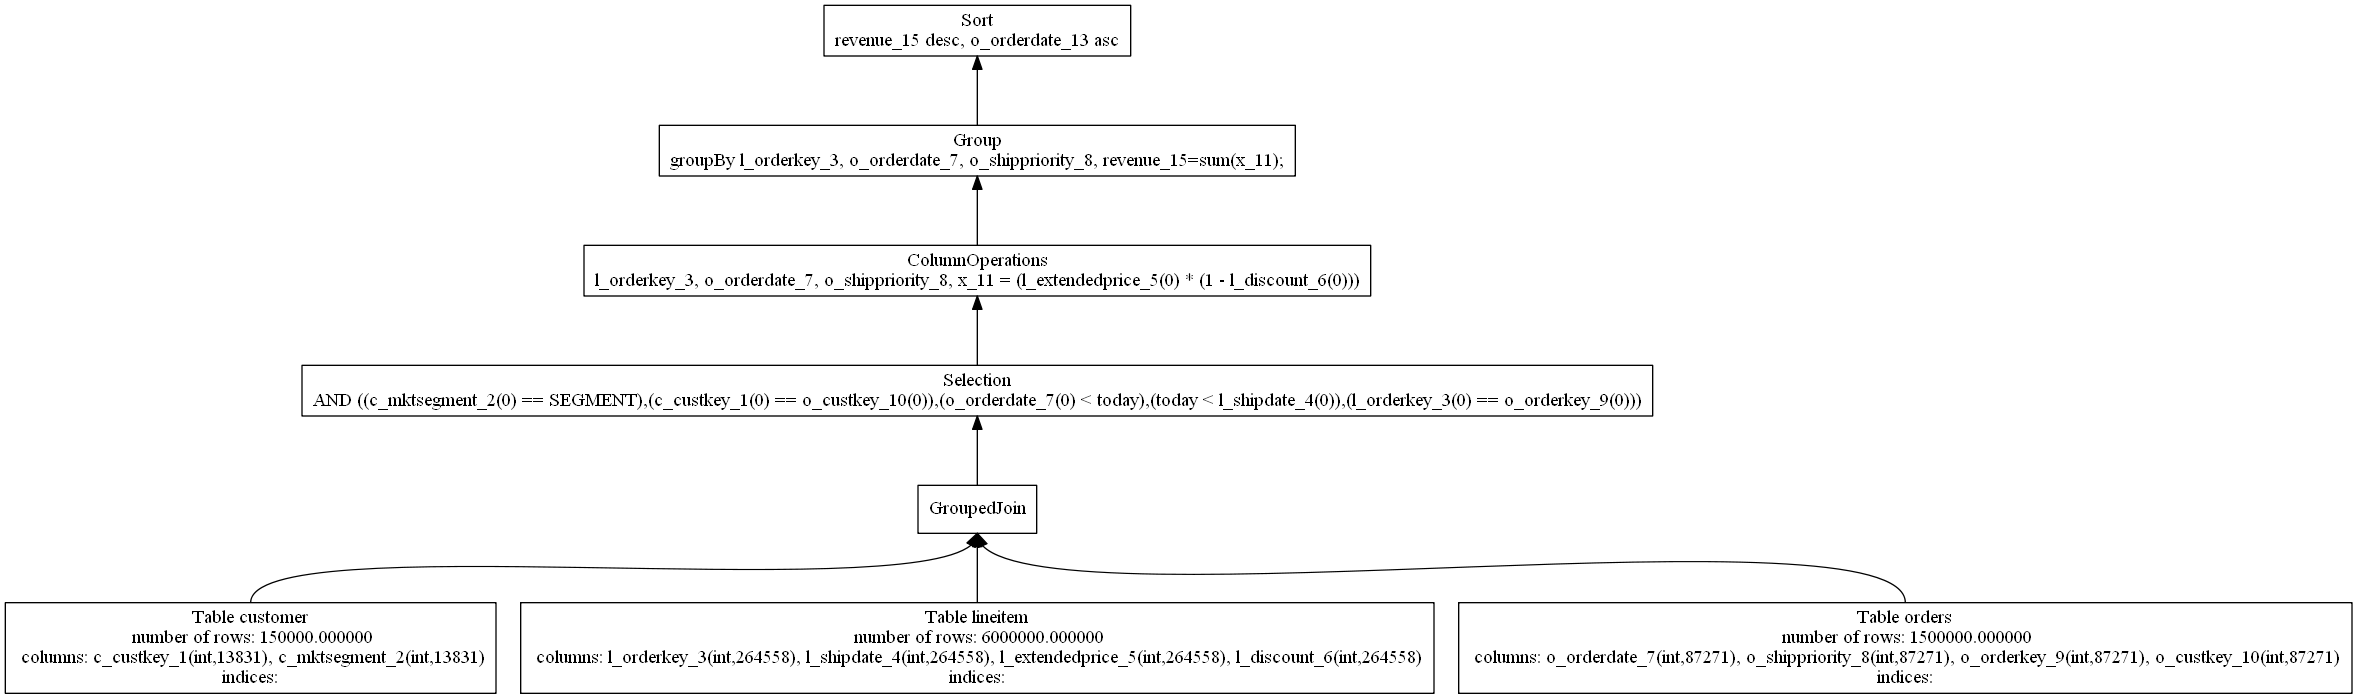 Sort
revenue_15 desc, o_orderdate_13 asc
Group
groupBy l_orderkey_3, o_orderdate_7, o_shippriority_8, revenue_15=sum(x_11);
ColumnOperations
l_orderkey_3, o_orderdate_7, o_shippriority_8, x_11 = (l_extendedprice_5(0) * (1 - l_discount_6(0)))
Selection
AND ((c_mktsegment_2(0) == SEGMENT),(c_custkey_1(0) == o_custkey_10(0)),(o_orderdate_7(0) < today),(today < l_shipdate_4(0)),(l_orderkey_3(0) == o_orderkey_9(0)))
GroupedJoin
Table customer
number of rows: 150000.000000
columns: c_custkey_1(int,13831), c_mktsegment_2(int,13831)
indices:
Table lineitem
number of rows: 6000000.000000
columns: l_orderkey_3(int,264558), l_shipdate_4(int,264558), l_extendedprice_5(int,264558), l_discount_6(int,264558)
indices:
Table orders
number of rows: 1500000.000000
columns: o_orderdate_7(int,87271), o_shippriority_8(int,87271), o_orderkey_9(int,87271), o_custkey_10(int,87271)
indices: